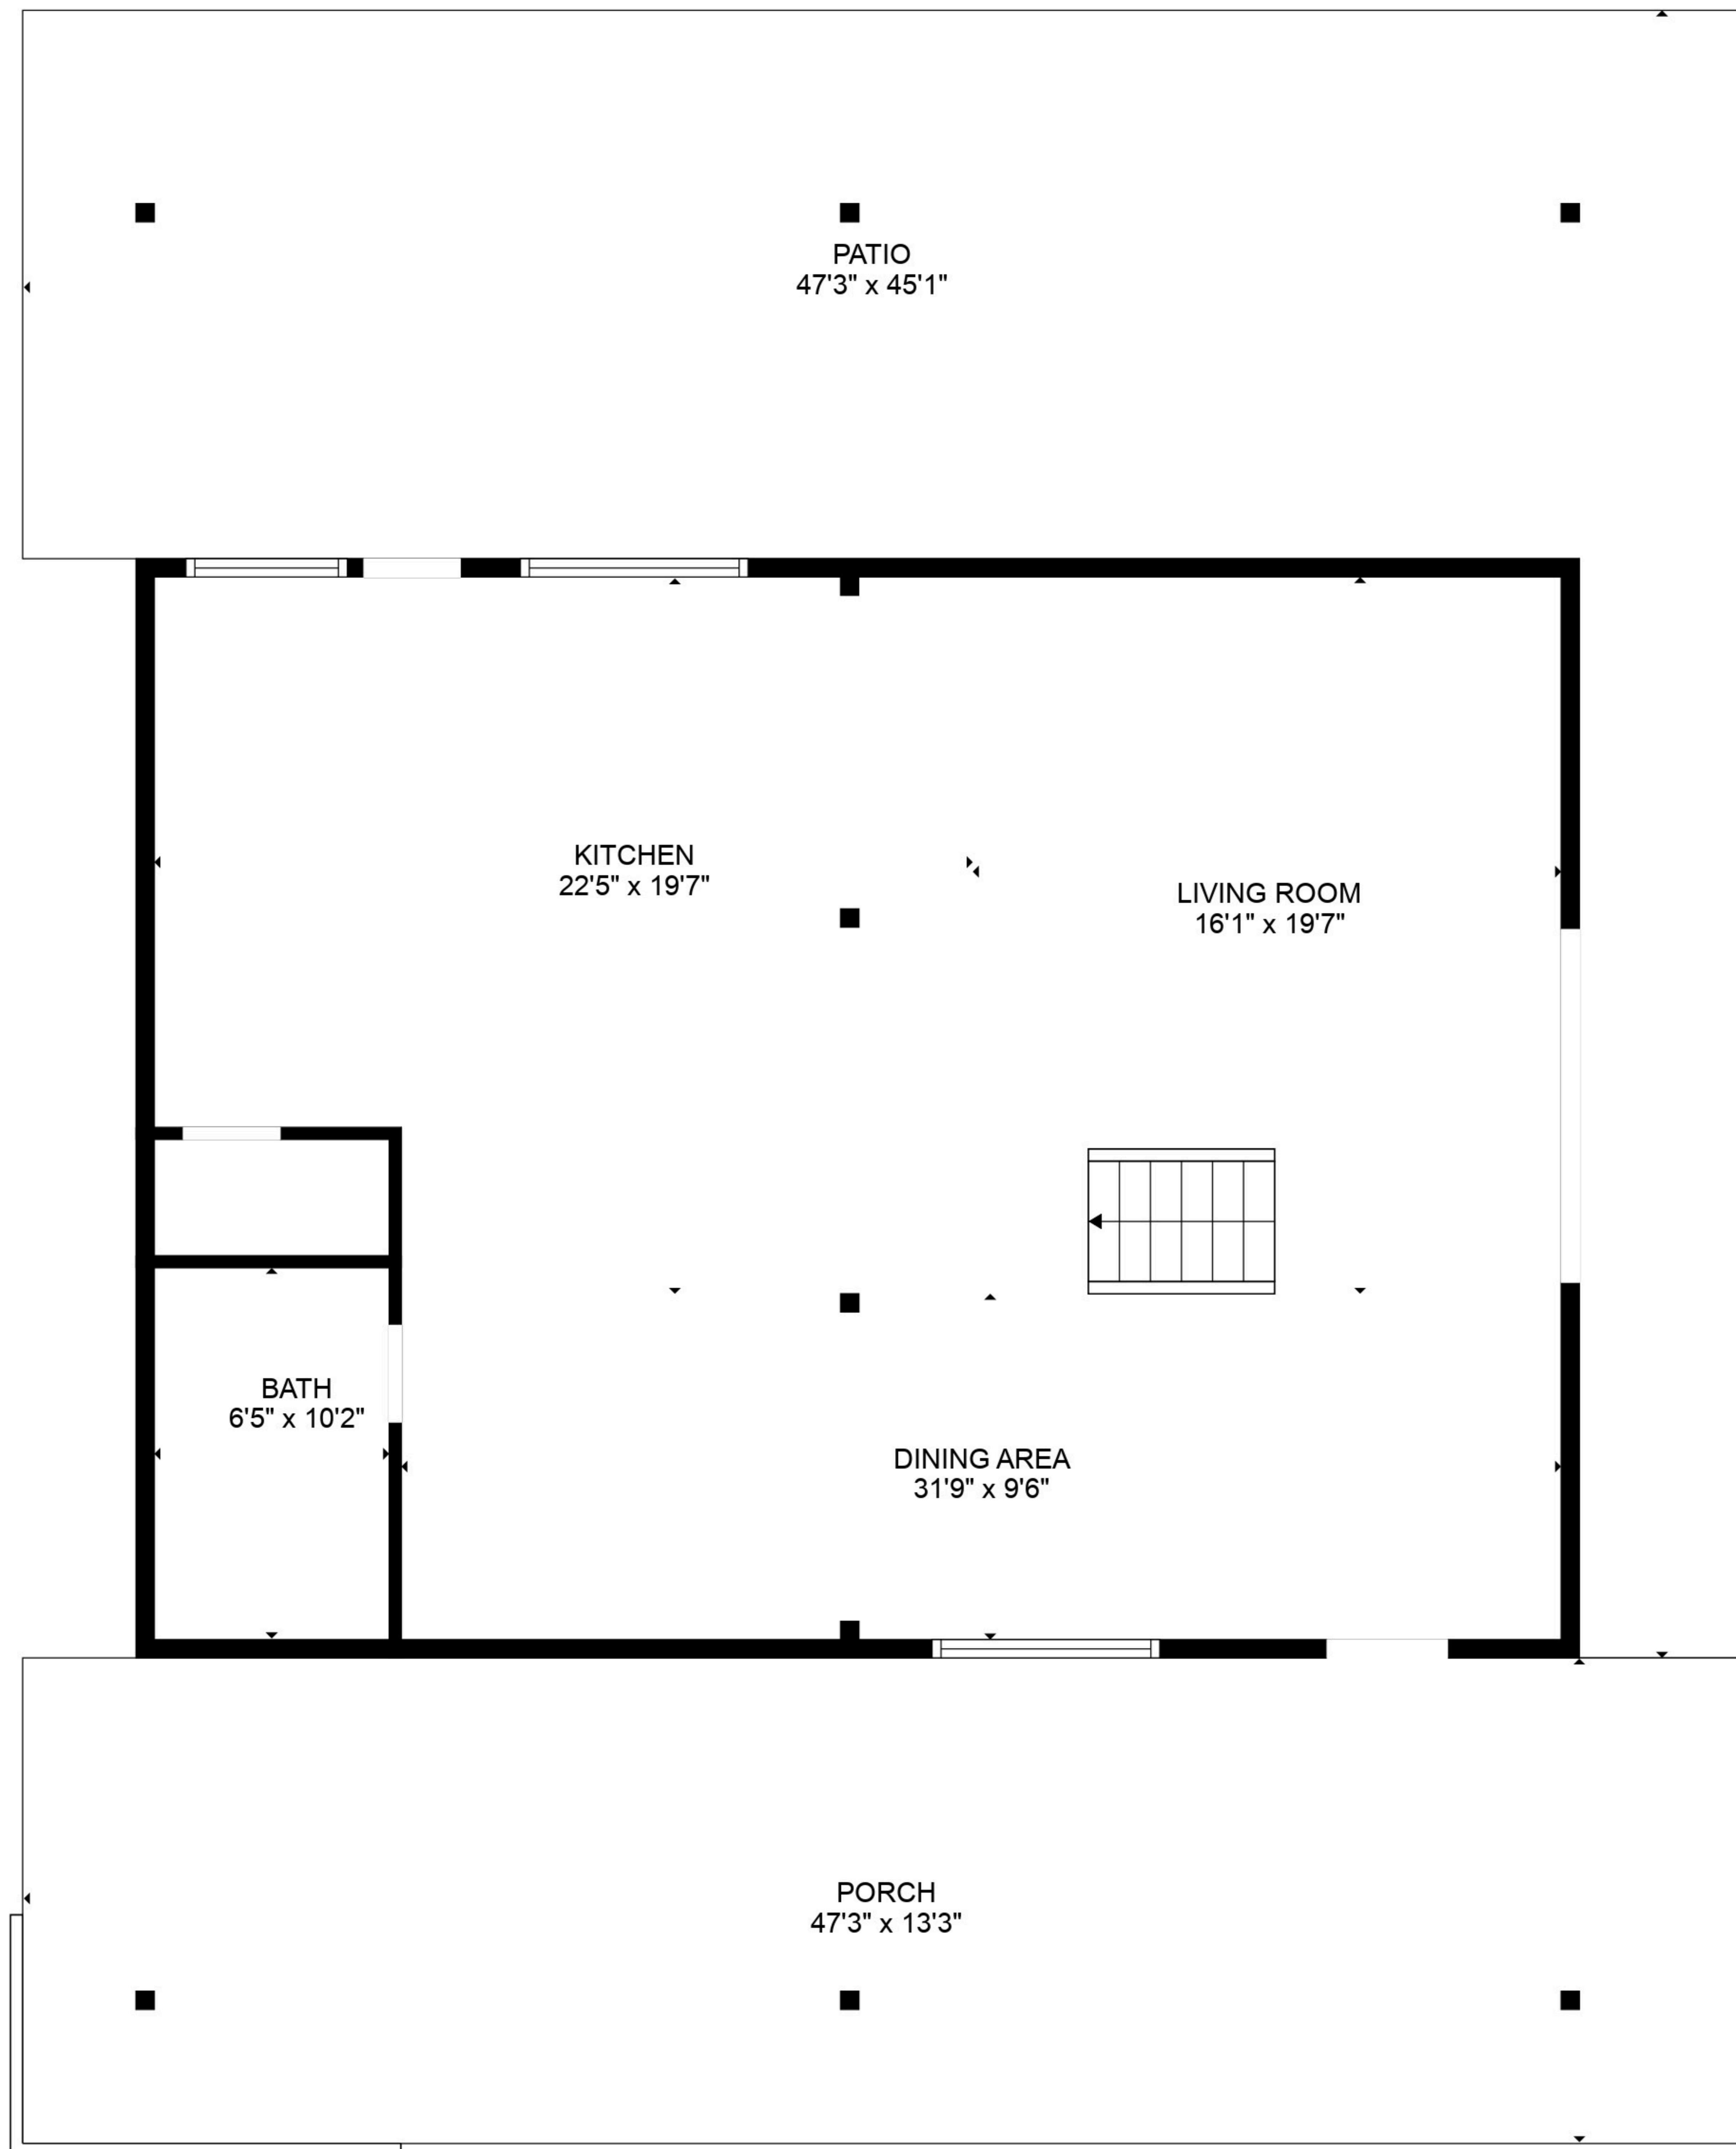 PATIO
47'3" x 45'1"
KITCHEN
22'5" x 19'7"
LIVING ROOM
16'1" x 19'7"
BATH
6'5" x 10'2"
DINING AREA
31'9" x 9'6"
PORCH
47'3" x 13'3"